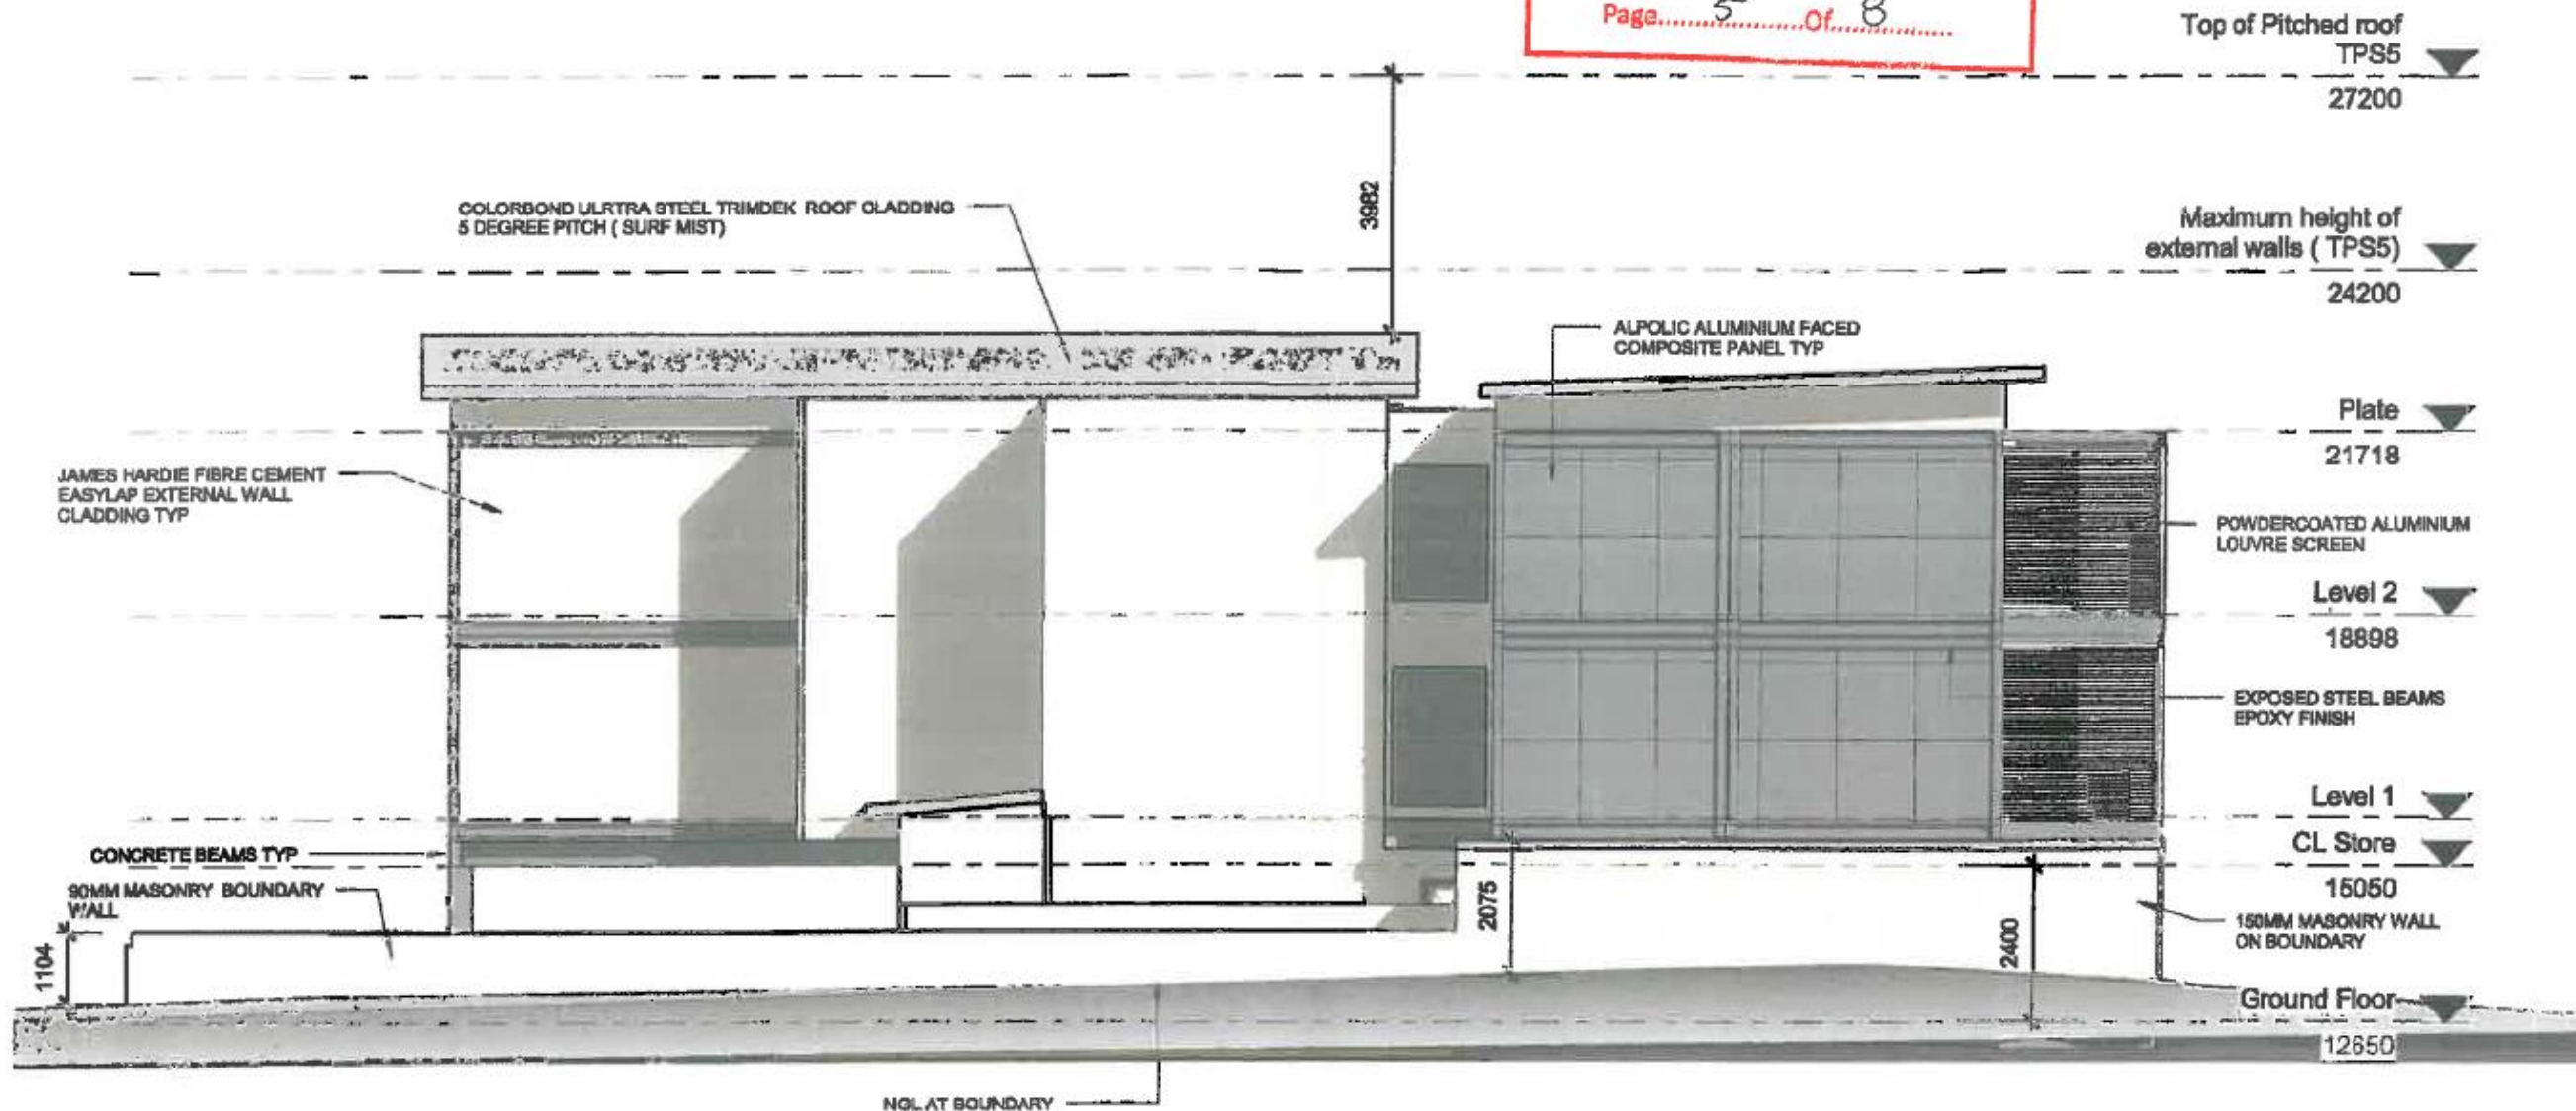 Page 5 Of 8
Top of Pitched roof
TPS5
27200
3982
COLORBOND ULRTRA STEEL TRIMDEK ROOF CLADDING
5 DEGREE PITCH ( SURF MIST)
Maximum height of
external walls ( TPS5)
24200
ALPOLIC ALUMINIUM FACED
COMPOSITE PANEL TYP
Plate
21718
JAMES HARDIE FIBRE CEMENT
EASYLAP EXTERNAL WALL
CLADDING TYP
POWDERCOATED ALUMINIUM
LOUVRE SCREEN
Level 2
18898
EXPOSED STEEL BEAMS
EPOXY FINISH
Level 1
CONCRETE BEAMS TYP
CL Store
15050
90MM MASONRY BOUNDARY
WALL
2075
2400
150MM MASONRY WALL
ON BOUNDARY
1104
Ground Floor
12650
NGL AT BOUNDARY